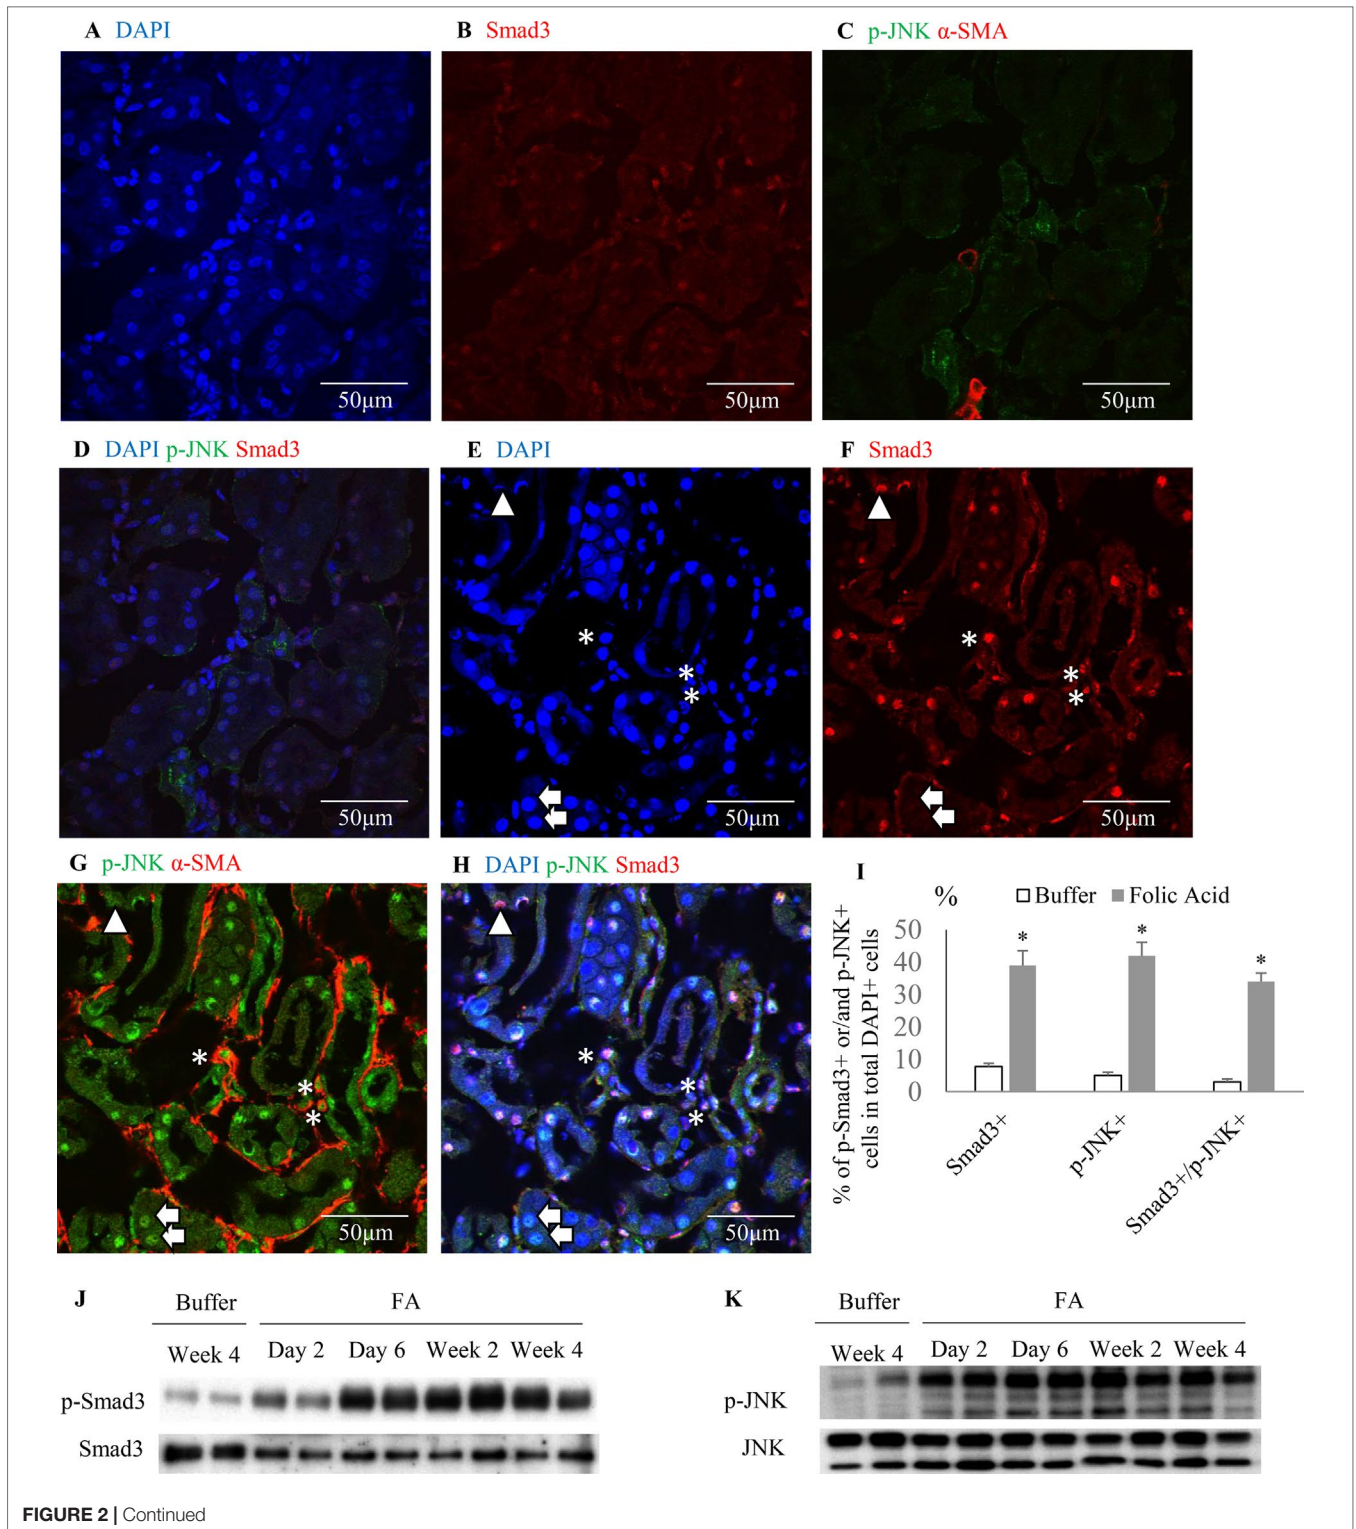 A DAPI
B Smad3
C p-JNK α-SMA
50µm
50µm
50µm
D DAPI p-JNK Smad3
E DAPI
F Smad3
*
*
*
*
*
*
50µm
50µm
50µm
G p-JNK α-SMA
H DAPI p-JNK Smad3
*
*
*
*
*
*
50µm
50µm
I
%
Buffer Folic Acid
% of p-Smad3+ or/and p-JNK+
cells in total DAPI+ cells
50
40
30
20
10
0
* * *
Smad3+
p-JNK+
Smad3+/p-JNK+
J
Buffer FA
Week 4 Day 2 Day 6 Week 2 Week 4
p-Smad3
Smad3
K
Buffer FA
Week 4 Day 2 Day 6 Week 2 Week 4
p-JNK
JNK
FIGURE 2 | Continued